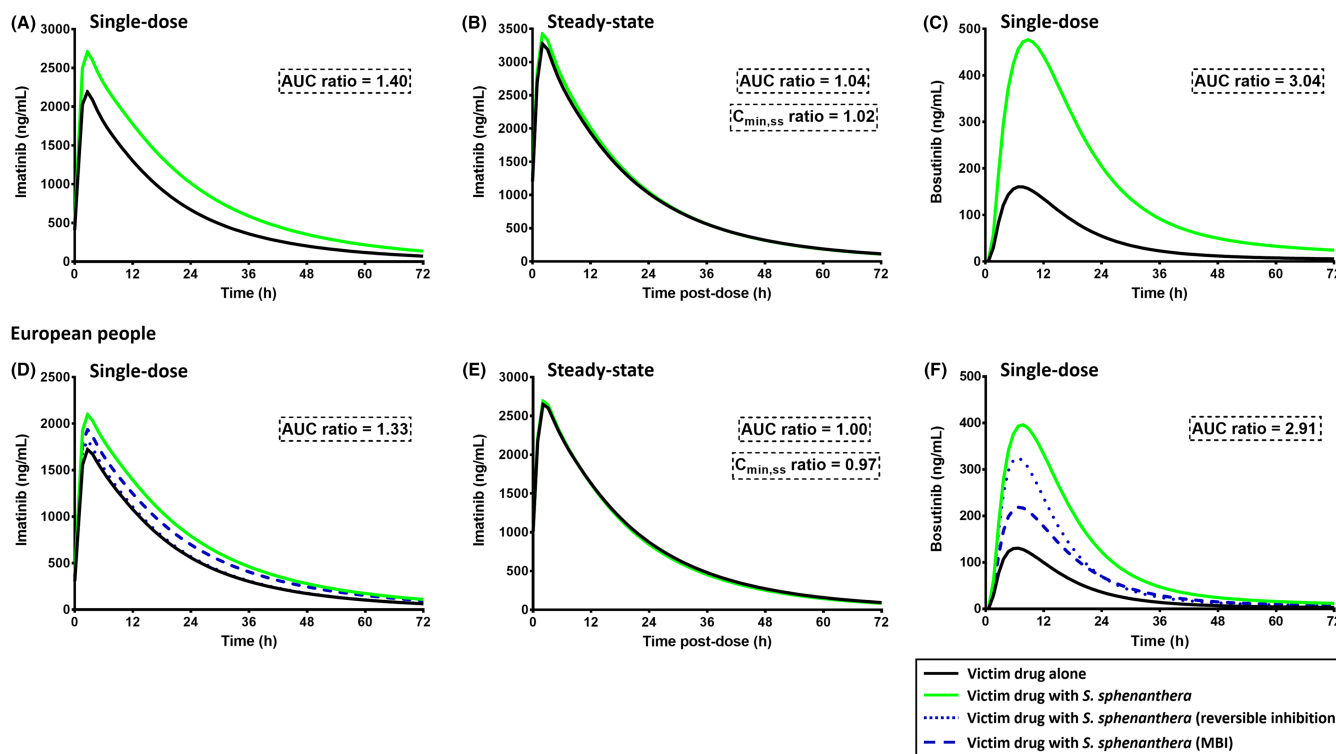 (A) Single-dose
3000
2500
2000
1500
1000
500
0
Imatinib (ng/mL)
AUC ratio = 1.40
0 12 24 36 48 60 72
Time (h)
(B) Steady-state
3500
3000
2500
2000
1500
1000
500
0
Imatinib (ng/mL)
AUC ratio = 1.04
Cmin,ss ratio = 1.02
0 12 24 36 48 60 72
Time post-dose (h)
(C) Single-dose
500
400
300
200
100
0
Bosutinib (ng/mL)
AUC ratio = 3.04
0 12 24 36 48 60 72
Time (h)
European people
(D) Single-dose
2500
2000
1500
1000
500
0
Imatinib (ng/mL)
AUC ratio = 1.33
0 12 24 36 48 60 72
Time (h)
(E) Steady-state
3000
2500
2000
1500
1000
500
0
Imatinib (ng/mL)
AUC ratio = 1.00
Cmin,ss ratio = 0.97
0 12 24 36 48 60 72
Time post-dose (h)
(F) Single-dose
500
400
300
200
100
0
Bosutinib (ng/mL)
AUC ratio = 2.91
0 12 24 36 48 60 72
Time (h)
Victim drug alone
Victim drug with S. sphenanthera
Victim drug with S. sphenanthera (reversible inhibition)
Victim drug with S. sphenanthera (MBI)